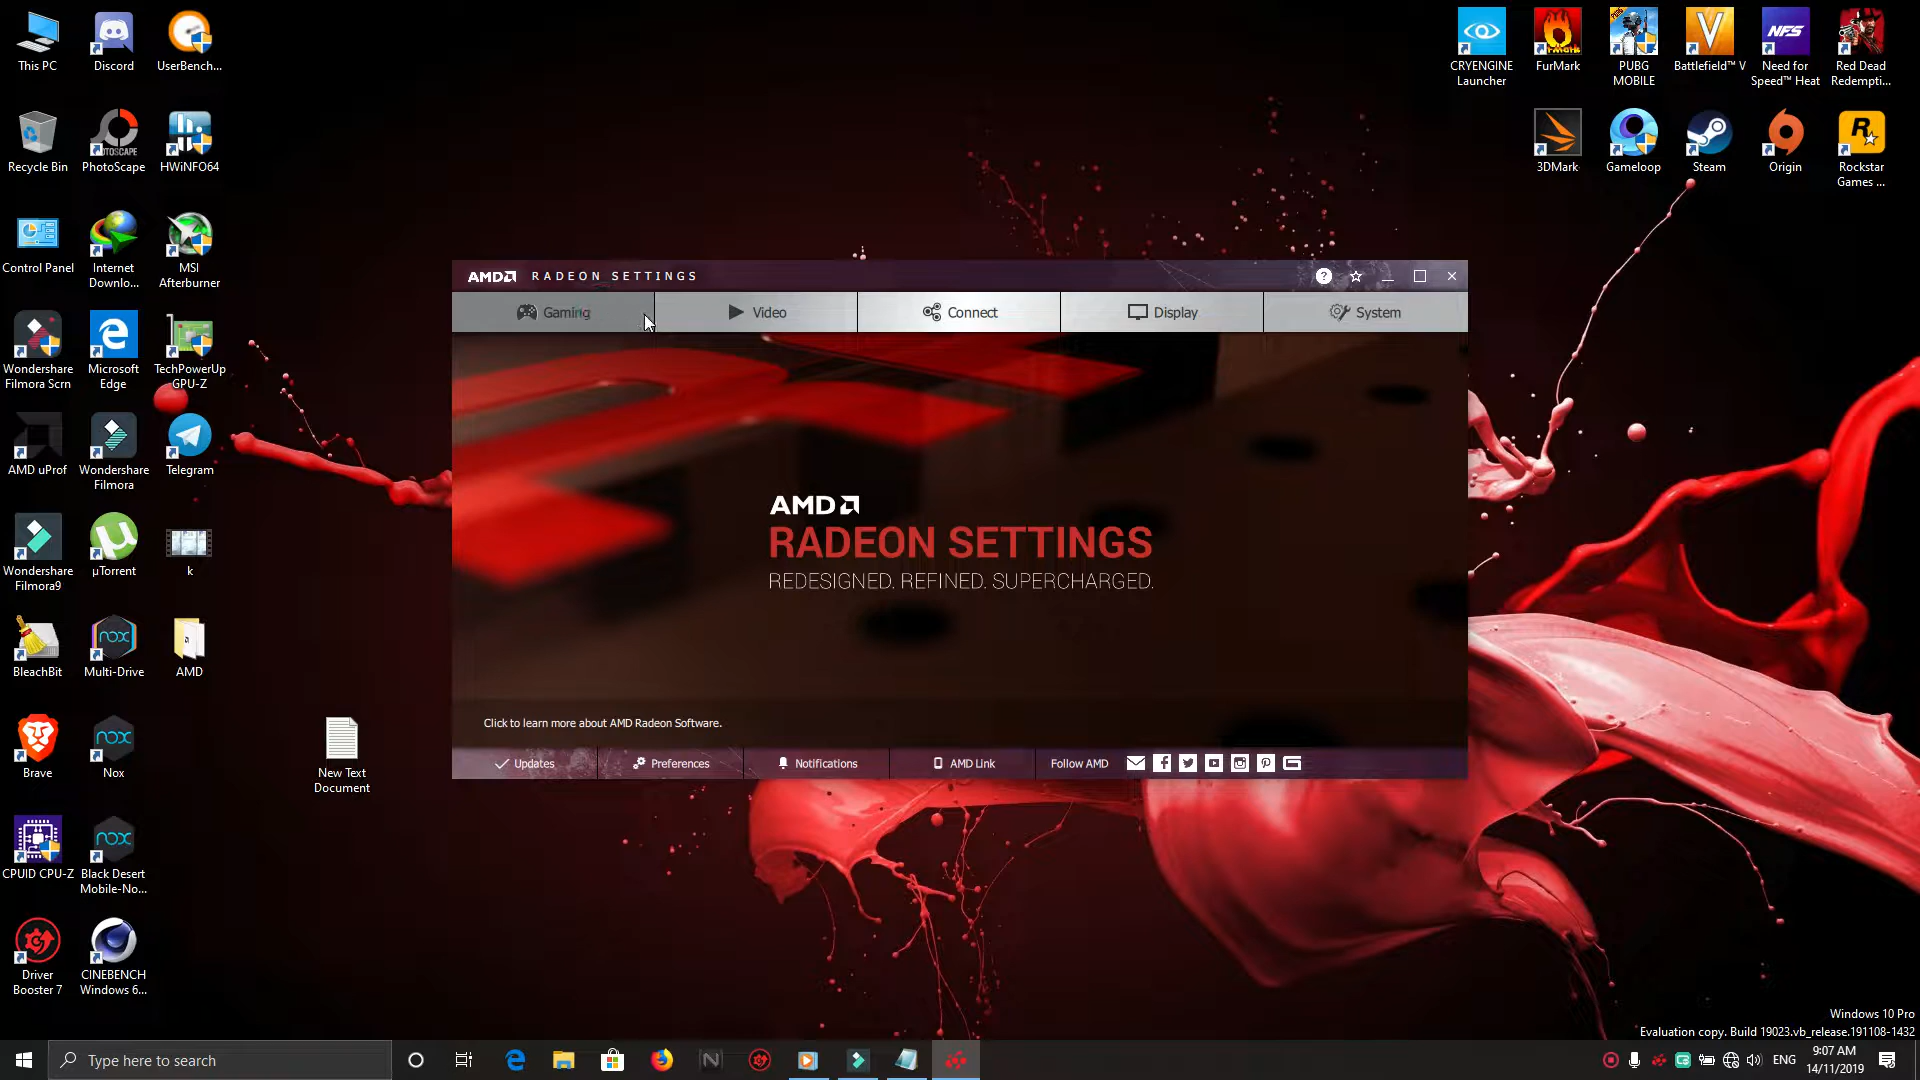 This PC
Discord
UserBench...
Recycle Bin
PhotoScape
HWiNFO64
Control Panel
Internet
Downlo...
MSI
Afterburner
Wondershare
Filmora Scrn
Microsoft
Edge
TechPowerUp
GPU-Z
AMD uProf
Wondershare
Filmora
Telegram
Wondershare
Filmora9
µTorrent
k
BleachBit
Multi-Drive
AMD
Brave
Nox
New Text
Document
CPUID CPU-Z
Black Desert
Mobile-No...
Driver
Booster 7
CINEBENCH
Windows 6...
CRYENGINE
Launcher
FurMark
PUBG
MOBILE
Battlefield™ V
Need for
Speed™ Heat
Red Dead
Redempti...
3DMark
Gameloop
Steam
Origin
Rockstar
Games ...
AMD RADEON SETTINGS
Gaming
Video
Connect
Display
System
AMD
RADEON SETTINGS
REDESIGNED. REFINED. SUPERCHARGED.
Click to learn more about AMD Radeon Software.
Updates
Preferences
Notifications
AMD Link
Follow AMD
Windows 10 Pro
Evaluation copy. Build 19023.vb_release.191108-1432
Type here to search
ENG
9:07 AM
14/11/2019